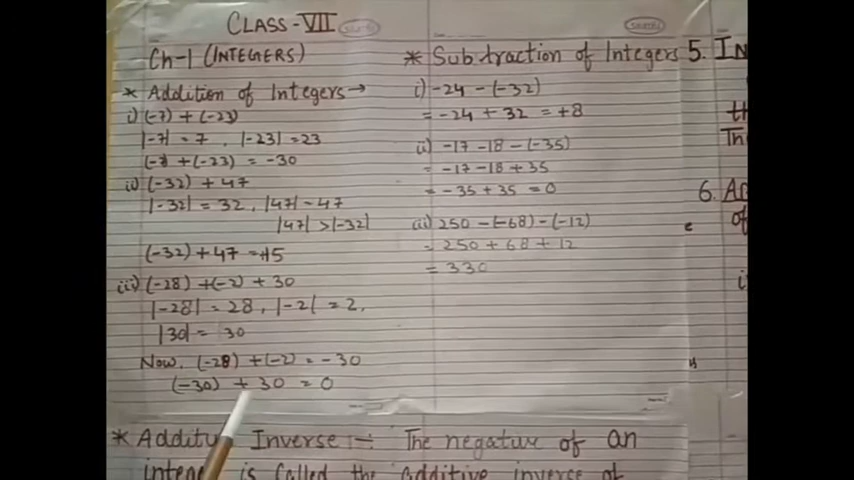 CLASS-VII
Ch-1 (INTEGERS)
* Addition of Integers →
i) (-7) + (-23)
|-7| = 7 . |-23| = 23
(-7) + (-23) = -30
ii) (-32) + 47
|-32| = 32, |47| = 47
|47| > |-32|
(-32) + 47 = +15
iii) (-28) + (-2) + 30
|-28| = 28, |-2| = 2,
|30| = 30
Now, (-28) + (-2) = -30
(-30) + 30 = 0
* Subtraction of Integers
i) -24 - (-32)
= -24 + 32 = +8
ii) -17 -18 - (-35)
= -17 -18 + 35
= -35 + 35 = 0
iii) 250 - (-68) - (-12)
= 250 + 68 + 12
= 330
5. IN
th
Th
6. Ad
of
i
* Additive Inverse :- The negative of an
is called the additive inverse of